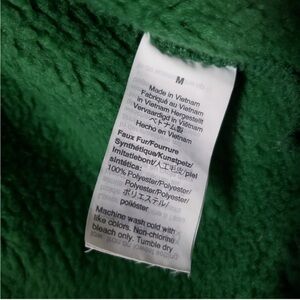 M
Made in Vietnam
Fabriqué au Vietnam
in Vietnam Hergestellt
Vervaardigd in Vietnam
ベトナム製
Hecho en Vietnam
Faux Fur/Fourrure
Synthétique/Kunstpelz/
Imitatiebont/人工毛皮/piel
sintética:
100% Polyester/Polyester/
Polyester/Polyester/
ポリエステル/
poliéster
Machine wash cold with
like colors. Non-chlorine
bleach only. Tumble dry